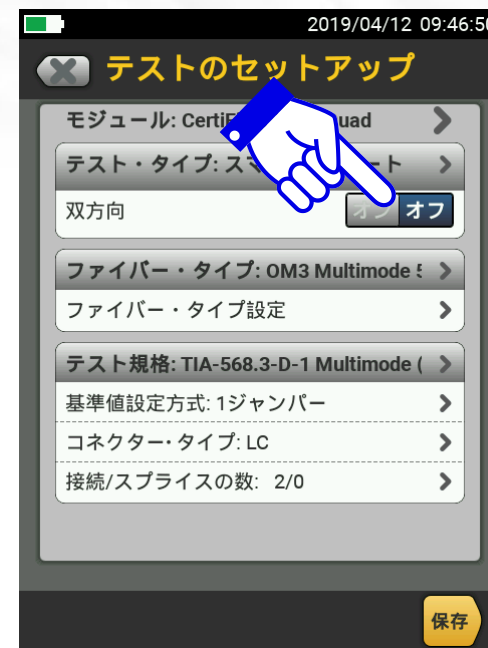 2019/04/12 09:46:50
テストのセットアップ
モジュール: CertiF uad
テスト・タイプ: ス ート
双方向
オン オフ
ファイバー・タイプ: OM3 Multimode 5
ファイバー・タイプ設定
テスト規格: TIA-568.3-D-1 Multimode (
基準値設定方式: 1ジャンパー
コネクター・タイプ: LC
接続/スプライスの数: 2/0
保存